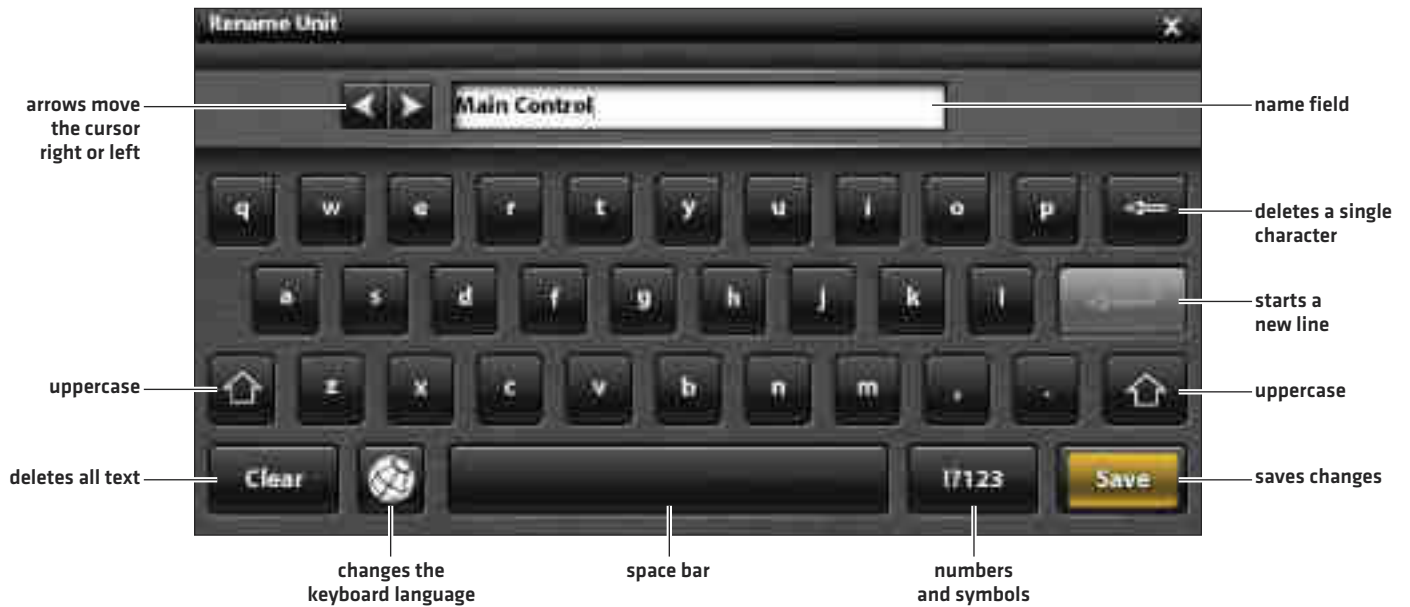 Rename Unit x
arrows move
the cursor
right or left
Main Control
name field
q w e r t y u i o p
deletes a single
character
a s d f g h j k l
starts a
new line
uppercase
z x c v b n m , .
uppercase
deletes all text
Clear
!?123
Save
saves changes
changes the
keyboard language
space bar
numbers
and symbols